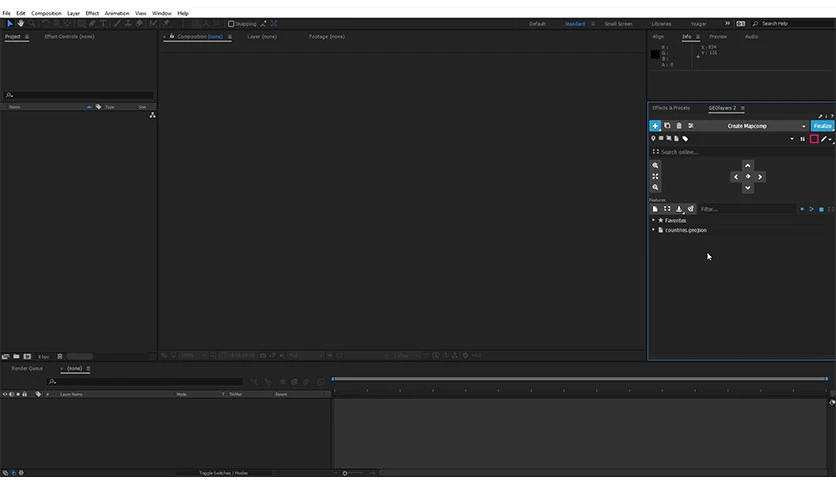 File Edit Composition Layer Effect Animation View Window Help
Snapping
Default Standard Small Screen Libraries Yeager Search Help
Project Effect Controls (none)
Composition (none) Layer (none) Footage (none)
Align Info Preview Audio
R: X: 834
G: Y: 116
B:
A: 0
Effects & Presets GEOlayers 2
Create Mapcomp Finalize
Search online...
Features
Filter...
Favorites
countries.geojson
Name Type Size
8 bpc
Render Queue (none)
# Layer Name Mode T TrkMat Parent
Toggle Switches / Modes